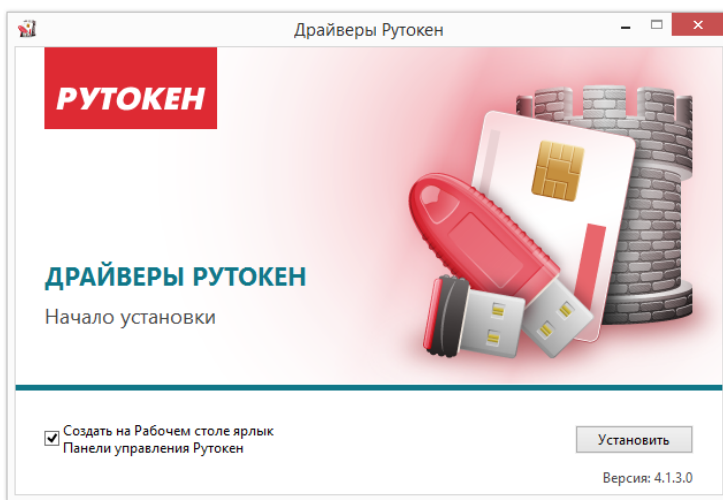 Драйверы Рутокен
РУТОКЕН
ДРАЙВЕРЫ РУТОКЕН
Начало установки
Создать на Рабочем столе ярлык
Панели управления Рутокен
Установить
Версия: 4.1.3.0